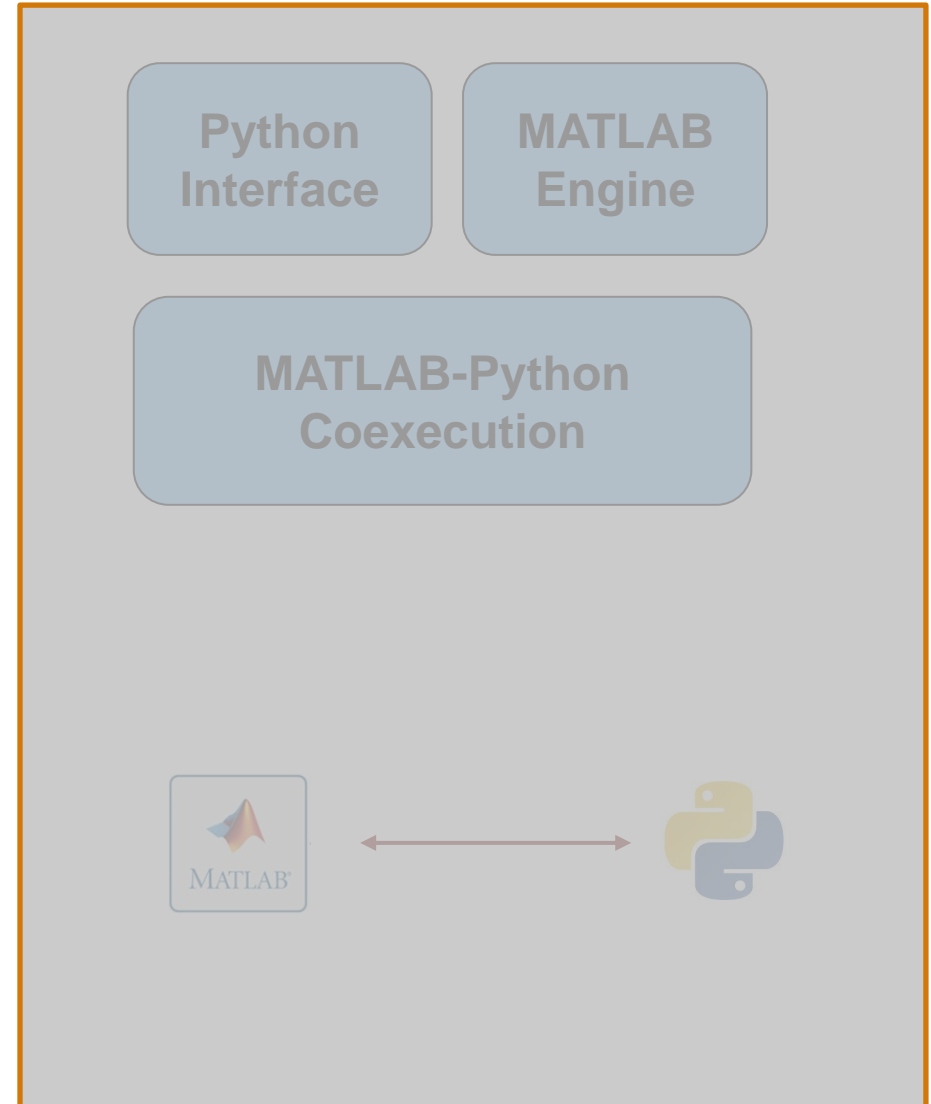 Python
Interface
MATLAB
Engine
MATLAB-Python
Coexecution
MATLAB®